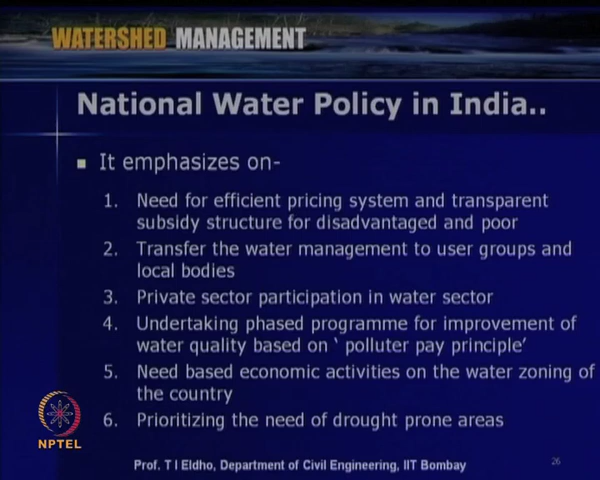 WATERSHED MANAGEMENT
National Water Policy in India..
It emphasizes on-
1. Need for efficient pricing system and transparent
subsidy structure for disadvantaged and poor
2. Transfer the water management to user groups and
local bodies
3. Private sector participation in water sector
4. Undertaking phased programme for improvement of
water quality based on ‘ polluter pay principle’
5. Need based economic activities on the water zoning of
the country
6. Prioritizing the need of drought prone areas
NPTEL
Prof. T I Eldho, Department of Civil Engineering, IIT Bombay
26